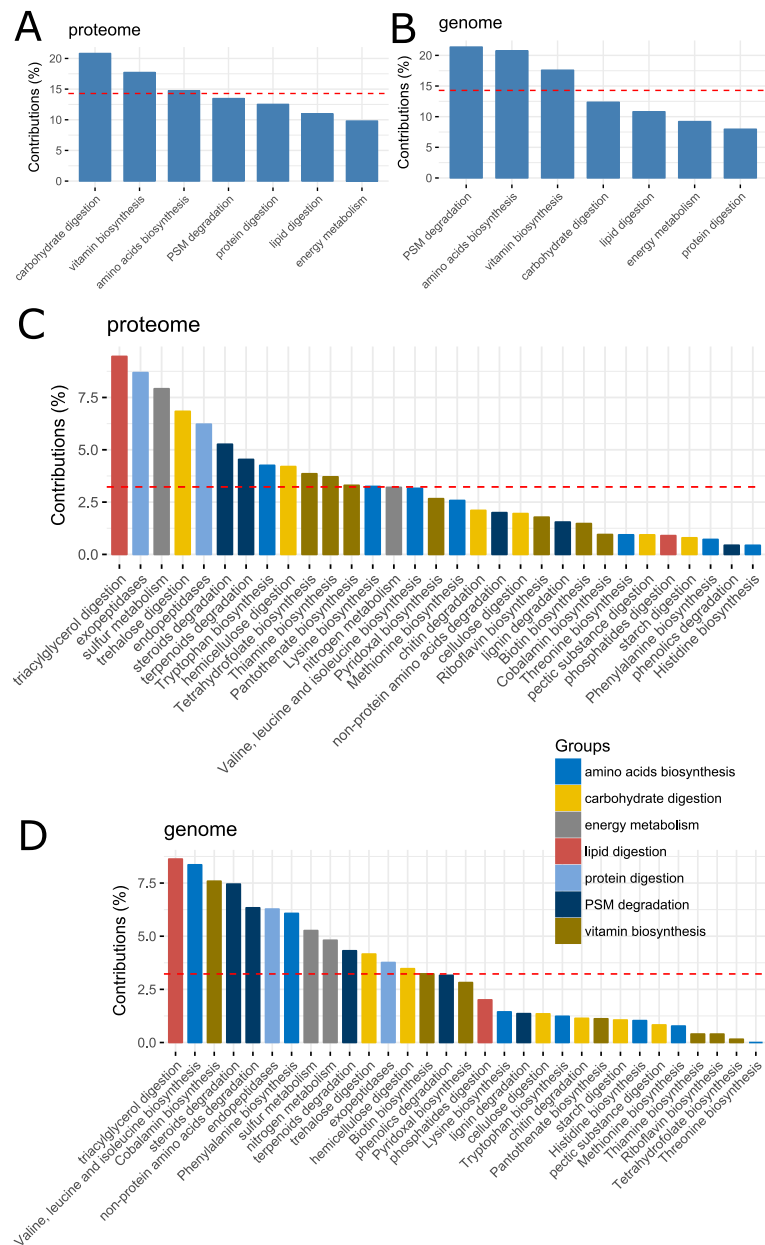 A
proteome
Contributions (%)
20
15
10
5
0
carbohydrate digestion
vitamin biosynthesis
amino acids biosynthesis
PSM degradation
protein digestion
lipid digestion
energy metabolism
B
genome
Contributions (%)
20
15
10
5
0
PSM degradation
amino acids biosynthesis
vitamin biosynthesis
carbohydrate digestion
lipid digestion
energy metabolism
protein digestion
C
proteome
Contributions (%)
7.5
5.0
2.5
0.0
triacylglycerol digestion
exopeptidases
sulfur metabolism
trehalose digestion
endopeptidases
steroids degradation
terpenoids degradation
Tryptophan biosynthesis
hemicellulose digestion
Tetrahydrofolate biosynthesis
Thiamine biosynthesis
Pantothenate biosynthesis
Lysine biosynthesis
nitrogen metabolism
Valine, leucine and isoleucine biosynthesis
Pyridoxal biosynthesis
Methionine biosynthesis
chitin degradation
non-protein amino acids degradation
cellulose digestion
Riboflavin biosynthesis
lignin degradation
Biotin biosynthesis
Cobalamin biosynthesis
Threonine biosynthesis
pectic substance digestion
phosphatides digestion
starch digestion
Phenylalanine biosynthesis
phenolics degradation
Histidine biosynthesis
Groups
amino acids biosynthesis
carbohydrate digestion
energy metabolism
lipid digestion
protein digestion
PSM degradation
vitamin biosynthesis
D
genome
Contributions (%)
7.5
5.0
2.5
0.0
triacylglycerol digestion
Valine, leucine and isoleucine biosynthesis
Cobalamin biosynthesis
steroids degradation
non-protein amino acids degradation
endopeptidases
Phenylalanine biosynthesis
sulfur metabolism
nitrogen metabolism
terpenoids degradation
trehalose digestion
exopeptidases
hemicellulose digestion
Biotin biosynthesis
phenolics degradation
Pyridoxal biosynthesis
phosphatides digestion
Lysine biosynthesis
lignin degradation
cellulose digestion
Tryptophan biosynthesis
chitin degradation
Pantothenate biosynthesis
starch digestion
Histidine biosynthesis
pectic substance digestion
Methionine biosynthesis
Thiamine biosynthesis
Riboflavin biosynthesis
Tetrahydrofolate biosynthesis
Threonine biosynthesis